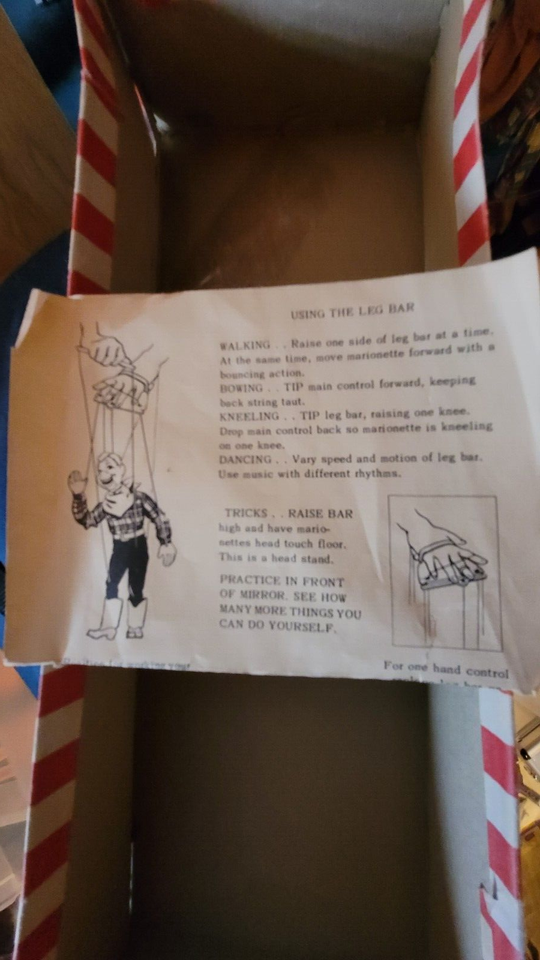 USING THE LEG BAR
WALKING . . Raise one side of leg bar at a time.
At the same time, move marionette forward with a
bouncing action.
BOWING . . TIP main control forward, keeping
back string taut.
KNEELING . . TIP leg bar, raising one knee.
Drop main control back so marionette is kneeling
on one knee.
DANCING . . Vary speed and motion of leg bar.
Use music with different rhythms.
TRICKS . . RAISE BAR
high and have mario-
nettes head touch floor.
This is a head stand.
PRACTICE IN FRONT
OF MIRROR. SEE HOW
MANY MORE THINGS YOU
CAN DO YOURSELF.
For one hand control